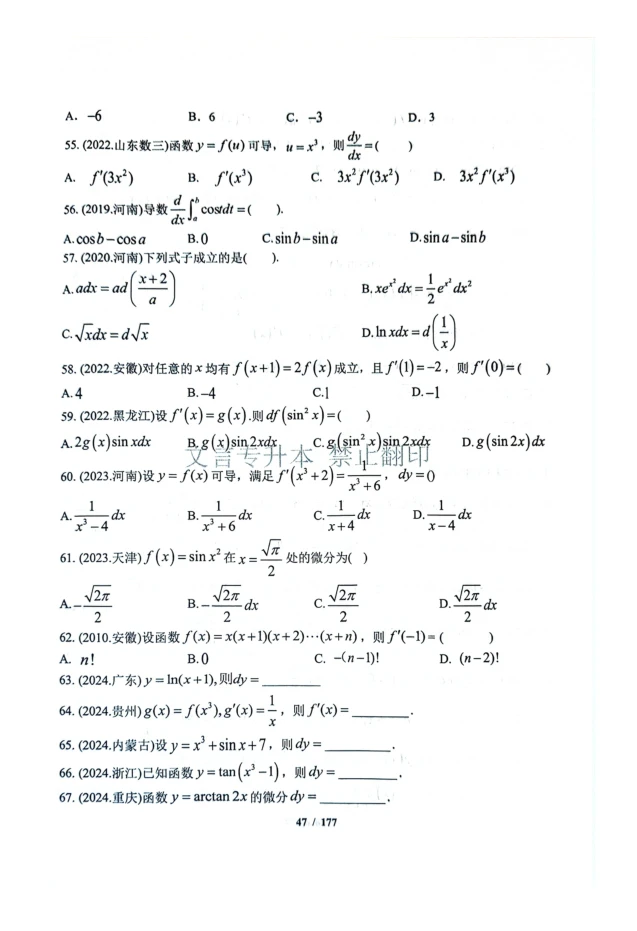 A. −6 B. 6 C. −3 D. 3
55. (2022.山东数三)函数 y = f(u) 可导，u = x³，则 dy/dx = ( )
A. f′(3x²) B. f′(x³) C. 3x²f′(3x²) D. 3x²f′(x³)
56. (2019.河南)导数 d/dx ∫ₐᵇ costdt = ( ).
A. cos b − cos a B. 0 C. sin b − sin a D. sin a − sin b
57. (2020.河南)下列式子成立的是( ).
A. adx = ad((x+2)/a) B. xe^(x²)dx = 1/2 e^(x²)dx²
C. √x dx = d√x D. ln xdx = d(1/x)
58. (2022.安徽)对任意的 x 均有 f(x+1) = 2f(x) 成立，且 f′(1) = −2，则 f′(0) = ( )
A. 4 B. −4 C. 1 D. −1
59. (2022.黑龙江)设 f′(x) = g(x).则 df(sin² x) = ( )
A. 2g(x)sin xdx B. g(x)sin 2xdx C. g(sin² x)sin 2xdx D. g(sin 2x)dx
文言专升本 禁止翻印
60. (2023.河南)设 y = f(x) 可导，满足 f′(x³+2) = 1/(x³+6)，dy = ()
A. 1/(x³−4) dx B. 1/(x³+6) dx C. 1/(x+4) dx D. 1/(x−4) dx
61. (2023.天津) f(x) = sin x² 在 x = √π/2 处的微分为( )
A. −√(2π)/2 B. −√(2π)/2 dx C. √(2π)/2 D. √(2π)/2 dx
62. (2010.安徽)设函数 f(x) = x(x+1)(x+2)⋯(x+n)，则 f′(−1) = ( )
A. n! B. 0 C. −(n−1)! D. (n−2)!
63. (2024.广东) y = ln(x+1),则dy = ________
64. (2024.贵州) g(x) = f(x³), g′(x) = 1/x，则 f′(x) = ________.
65. (2024.内蒙古)设 y = x³ + sin x + 7，则 dy = ________.
66. (2024.浙江)已知函数 y = tan(x³−1)，则 dy = ________.
67. (2024.重庆)函数 y = arctan 2x 的微分 dy = ________.
47 / 177